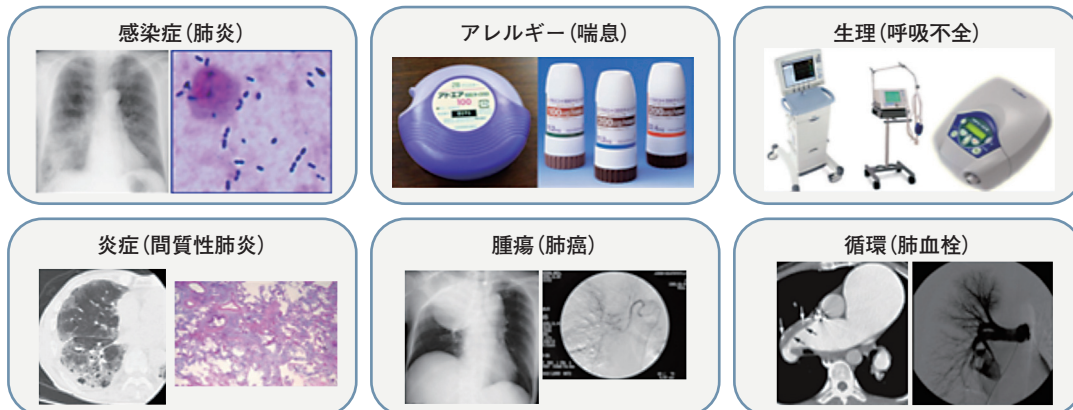 感染症(肺炎)
アレルギー(喘息)
生理(呼吸不全)
100
炎症(間質性肺炎)
腫瘍(肺癌)
循環(肺血栓)